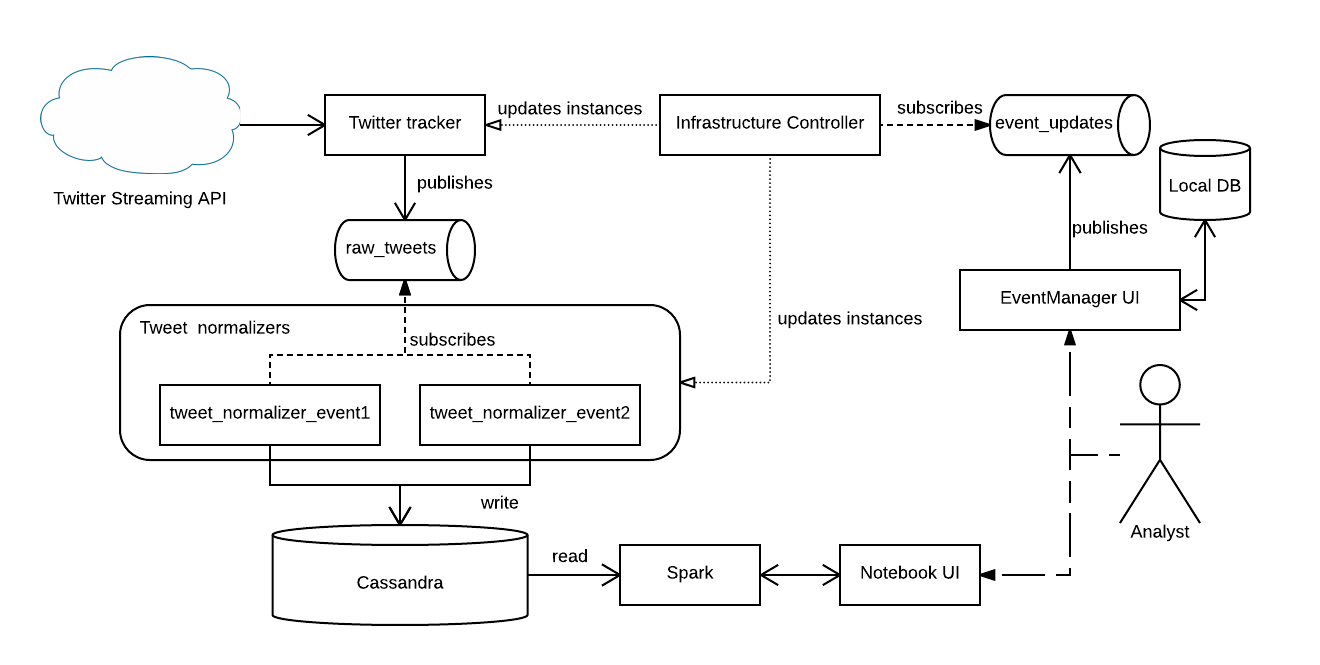 updates instances
subscribes
Twitter tracker
Infrastructure Controller
event_updates
Twitter Streaming API
publishes
Local DB
raw_tweets
publishes
EventManager UI
Tweet normalizers
subscribes
updates instances
tweet_normalizer_event1
tweet_normalizer_event2
write
Analyst
read
Cassandra
Spark
Notebook UI